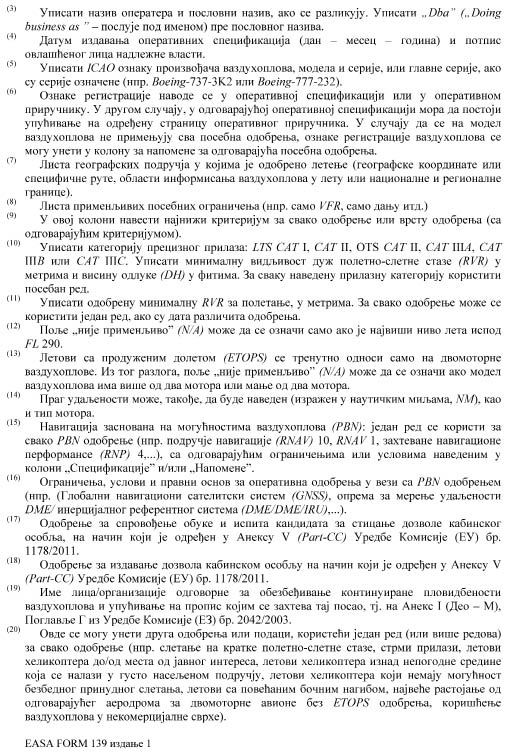 (3) Уписати назив оператера и пословни назив, ако се разликују. Уписати „Dba” („Doing
business as ” – послује под именом) пре пословног назива.
(4) Датум издавања оперативних спецификација (дан – месец – година) и потпис
овлашћеног лица надлежне власти.
(5) Уписати ICAO ознаку произвођача ваздухоплова, модела и серије, или главне серије, ако
су серије означене (нпр. Boeing-737-3K2 или Boeing-777-232).
(6) Ознаке регистрације наводе се у оперативној спецификацији или у оперативном
приручнику. У другом случају, у одговарајућој оперативној спецификацији мора да постоји
упућивање на одређену страницу оперативног приручника. У случају да се на модел
ваздухоплова не примењују сва посебна одобрења, ознаке регистрације ваздухоплова се
могу унети у колону за напомене за одговарајућа посебна одобрења.
(7) Листа географских подручја у којима је одобрено летење (географске координате или
специфичне руте, области информисања ваздухоплова у лету или националне и регионалне
границе).
(8) Листа применљивих посебних ограничења (нпр. само VFR, само дању итд.)
(9) У овој колони навести најнижи критеријум за свако одобрење или врсту одобрења (са
одговарајућим критеријумом).
(10) Уписати категорију прецизног прилаза: LTS CAT I, CAT II, OTS CAT II, CAT IIIA, CAT
IIIB или CAT IIIC. Уписати минималну видљивост дуж полетно-слетне стазе (RVR) у
метрима и висину одлуке (DH) у фитима. За сваку наведену прилазну категорију користити
посебан ред.
(11) Уписати одобрену минималну RVR за полетање, у метрима. За свако одобрење може се
користити један ред, ако су дата различита одобрења.
(12) Поље „није применљиво” (N/A) може да се означи само ако је највиши ниво лета испод
FL 290.
(13) Летови са продуженим долетом (ETOPS) се тренутно односи само на двомоторне
ваздухоплове. Из тог разлога, поље „није применљиво” (N/A) може да се означи ако модел
ваздухоплова има више од два мотора или мање од два мотора.
(14) Праг удаљености може, такође, да буде наведен (изражен у наутичким миљама, NM), као
и тип мотора.
(15) Навигација заснована на могућностима ваздухоплова (PBN): један ред се користи за
свако PBN одобрење (нпр. подручје навигације (RNAV) 10, RNAV 1, захтеване навигационе
перформансе (RNP) 4,...), са одговарајућим ограничењима или условима наведеним у
колони „Спецификације” и/или „Напомене”.
(16) Ограничења, услови и правни основ за оперативна одобрења у вези са PBN одобрењем
(нпр. (Глобални навигациони сателитски систем (GNSS), опрема за мерење удаљености
DME/ инерцијалног референтног система (DME/DME/IRU),...).
(17) Одобрење за спровођење обуке и испита кандидата за стицање дозволе кабинског
особља, на начин који је одређен у Анексу V (Part-CC) Уредбе Комисије (ЕУ) бр.
1178/2011.
(18) Одобрење за издавање дозвола кабинском особљу на начин који је одређен у Анексу V
(Part-CC) Уредбе Комисије (ЕУ) бр. 1178/2011.
(19) Име лица/организације одговорне за обезбеђивање континуиране пловидбености
ваздухоплова и упућивање на пропис којим се захтева тај посао, тј. на Анекс I (Део – М),
Поглавље Г из Уредбе Комисије (ЕЗ) бр. 2042/2003.
(20) Овде се могу унети друга одобрења или подаци, користећи један ред (или више редова)
за свако одобрење (нпр. слетање на кратке полетно-слетне стазе, стрми прилази, летови
хеликоптера до/од места од јавног интереса, летови хеликоптера изнад непогодне средине
која се налази у густо насељеном подручју, летови хеликоптера који немају могућност
безбедног принудног слетања, летови са повећаним бочним нагибом, највеће растојање од
одговарајућег аеродрома за двомоторне авионе без ETOPS одобрења, коришћење
ваздухоплова у некомерцијалне сврхе).
EASA FORM 139 издање 1